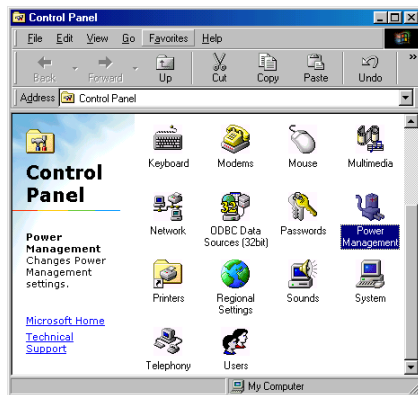 Control Panel
File Edit View Go Favorites Help
Back Forward Up Cut Copy Paste Undo »
Address Control Panel
Control
Panel
Power
Management
Changes Power
Management
settings.
Microsoft Home
Technical
Support
Keyboard Modems Mouse Multimedia
Network ODBC Data
Sources (32bit) Passwords Power
Management
Printers Regional
Settings Sounds System
Telephony Users
My Computer